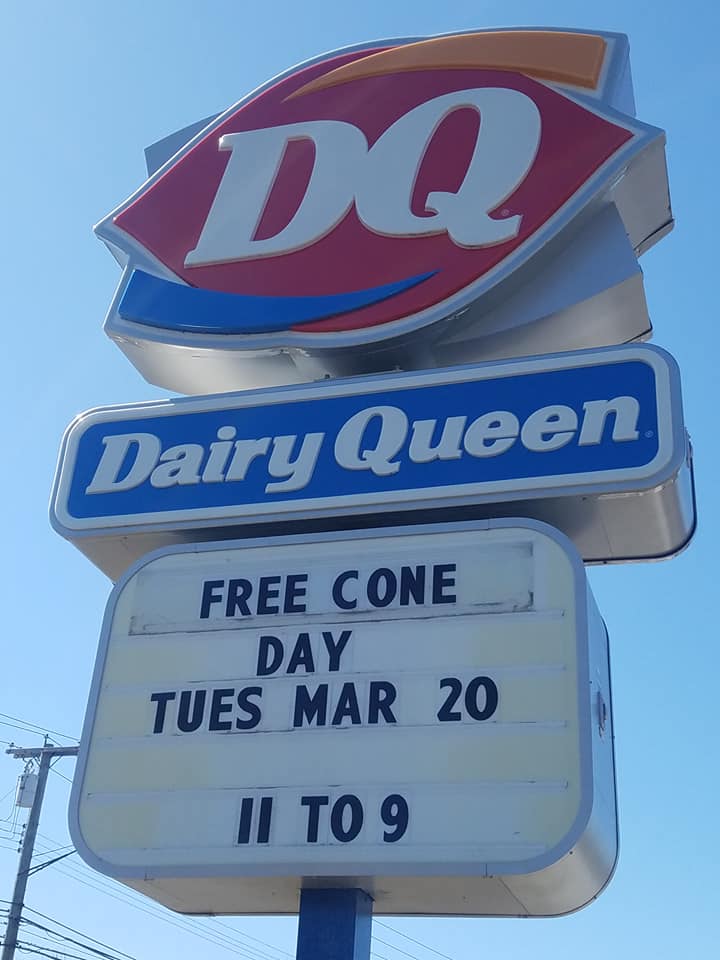 DQ
Dairy Queen
FREE CONE
DAY
TUES MAR 20
11 TO 9